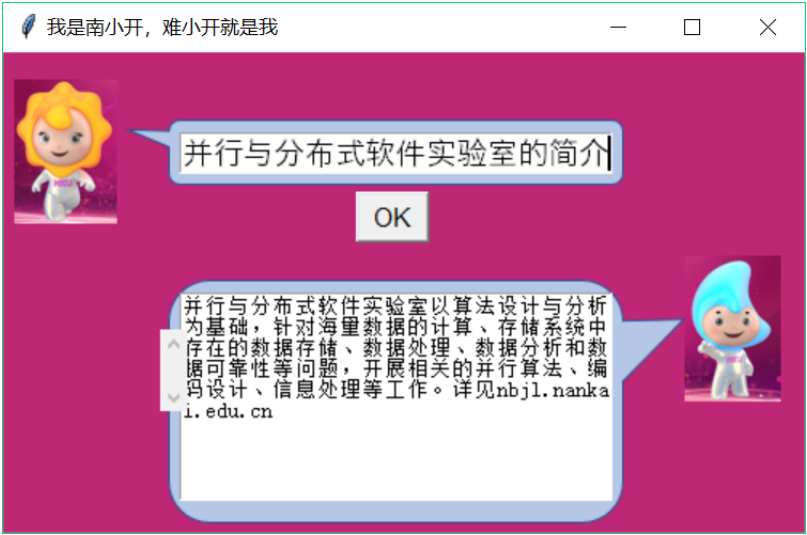 我是南小开，难小开就是我
并行与分布式软件实验室的简介
OK
并行与分布式软件实验室以算法设计与分析
为基础，针对海量数据的计算、存储系统中
存在的数据存储、数据处理、数据分析和数
据可靠性等问题，开展相关的并行算法、编
码设计、信息处理等工作。详见nbjl.nanka
i.edu.cn